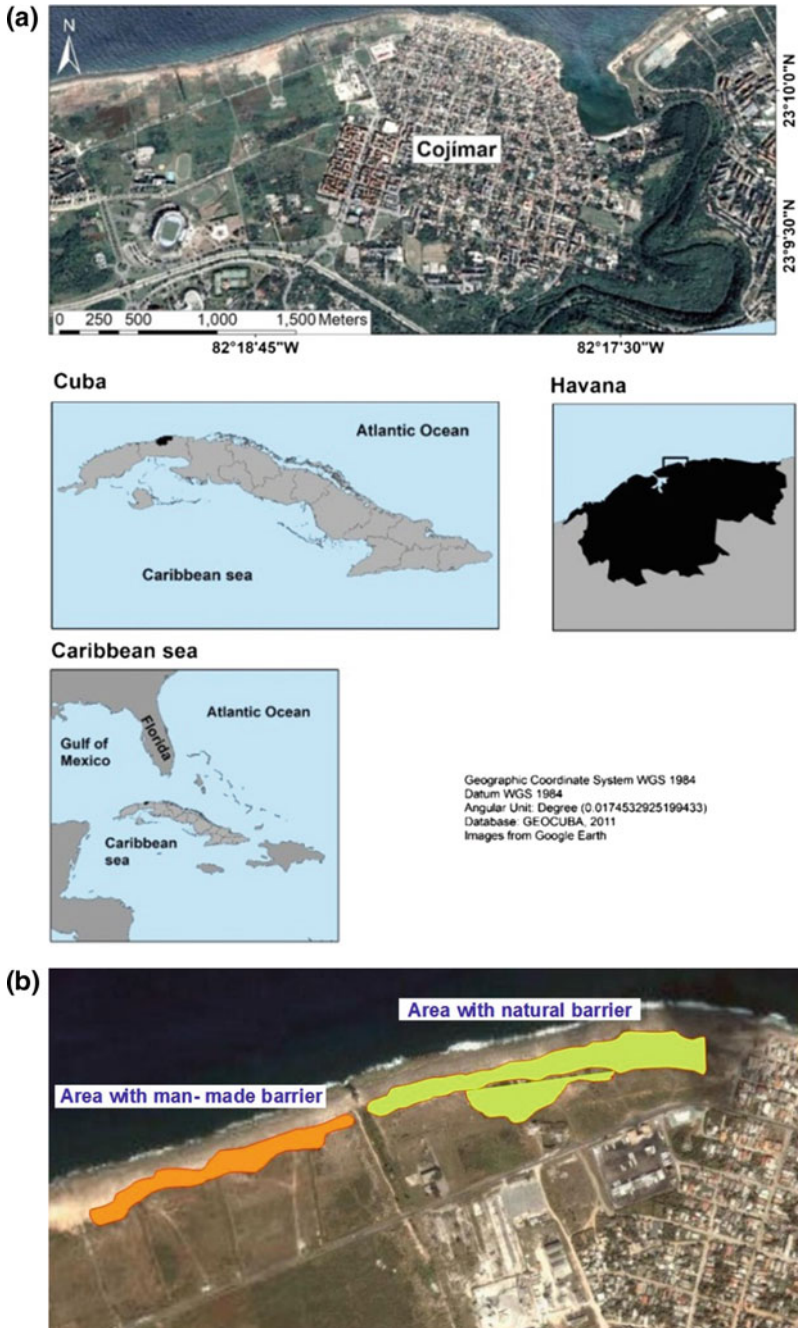 (a)
N
Cojímar
23°10'0"N
23°9'30"N
0 250 500 1,000 1,500 Meters
82°18'45"W 82°17'30"W
Cuba
Atlantic Ocean
Caribbean sea
Havana
Caribbean sea
Atlantic Ocean
Florida
Gulf of
Mexico
Caribbean
sea
Geographic Coordinate System WGS 1984
Datum WGS 1984
Angular Unit: Degree (0.0174532925199433)
Database: GEOCUBA, 2011
Images from Google Earth
(b)
Area with natural barrier
Area with man- made barrier